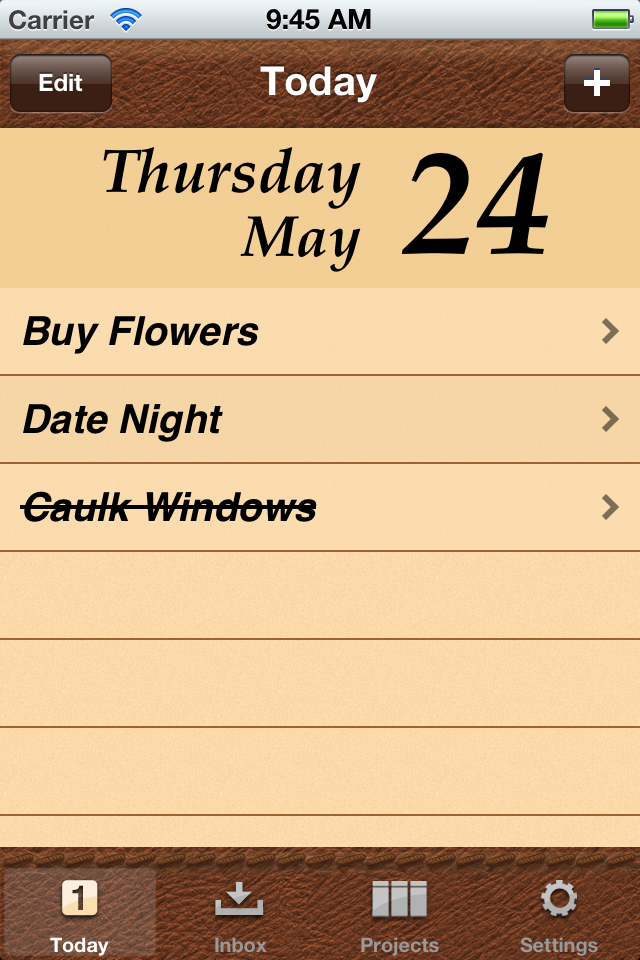 Carrier 9:45 AM
Edit Today +
Thursday
May 24
Buy Flowers
Date Night
Caulk Windows
1
Today Inbox Projects Settings